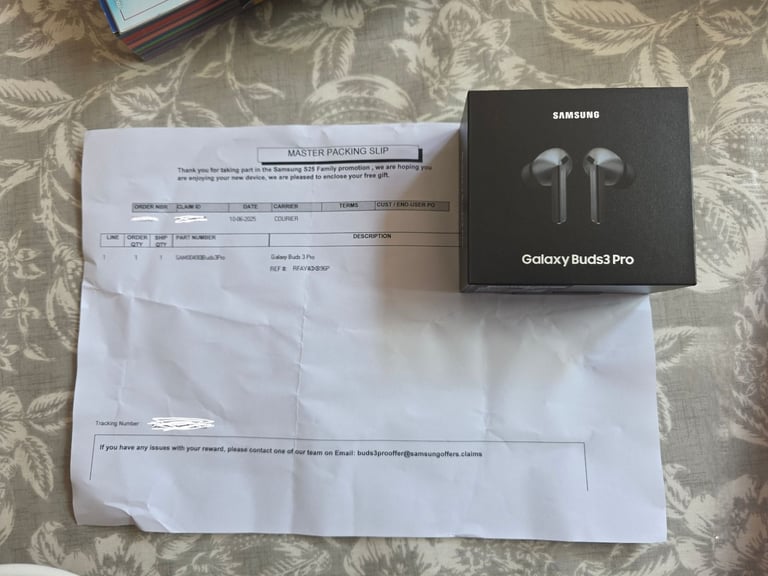 MASTER PACKING SLIP
Thank you for taking part in the Samsung S25 Family promotion , we are hoping you
are enjoying your new device, we are pleased to enclose your free gift.
ORDER NBR CLAIM ID DATE CARRIER TERMS CUST / END-USER PO
10-06-2025 COURIER
LINE ORDER QTY SHIP QTY PART NUMBER DESCRIPTION
1 1 1 Galaxy Buds 3 Pro
REF #:
Tracking Number
If you have any issues with your reward, please contact one of our team on Email: buds3prooffer@samsungoffers.claims
SAMSUNG
Galaxy Buds3 Pro